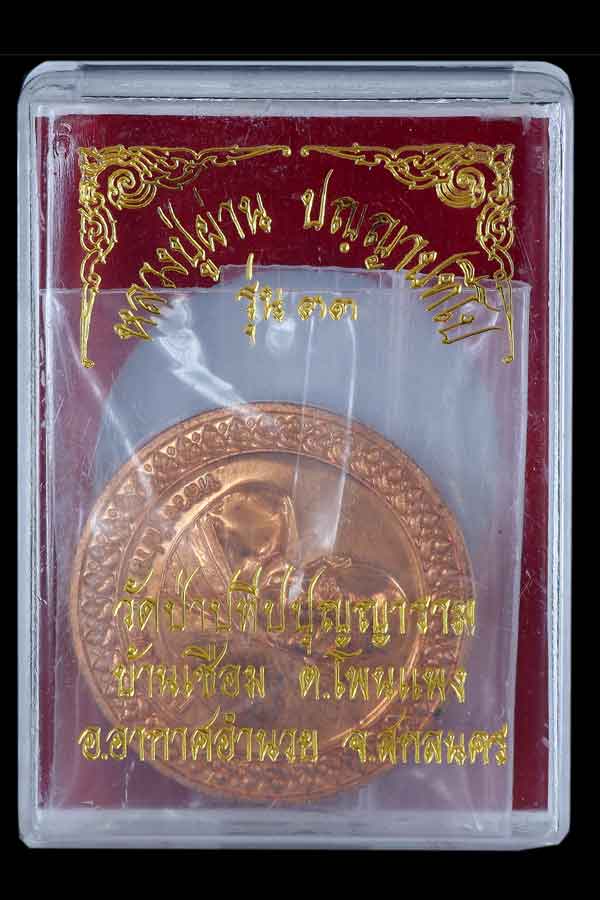 หลวงปู่ผ่าน ปญฺญาปทีโป
รุ่น ๓๓
วัดป่าปทีปปุญญาราม
บ้านเซือม ต.โพนแพง
อ.อากาศอำนวย จ.สกลนคร